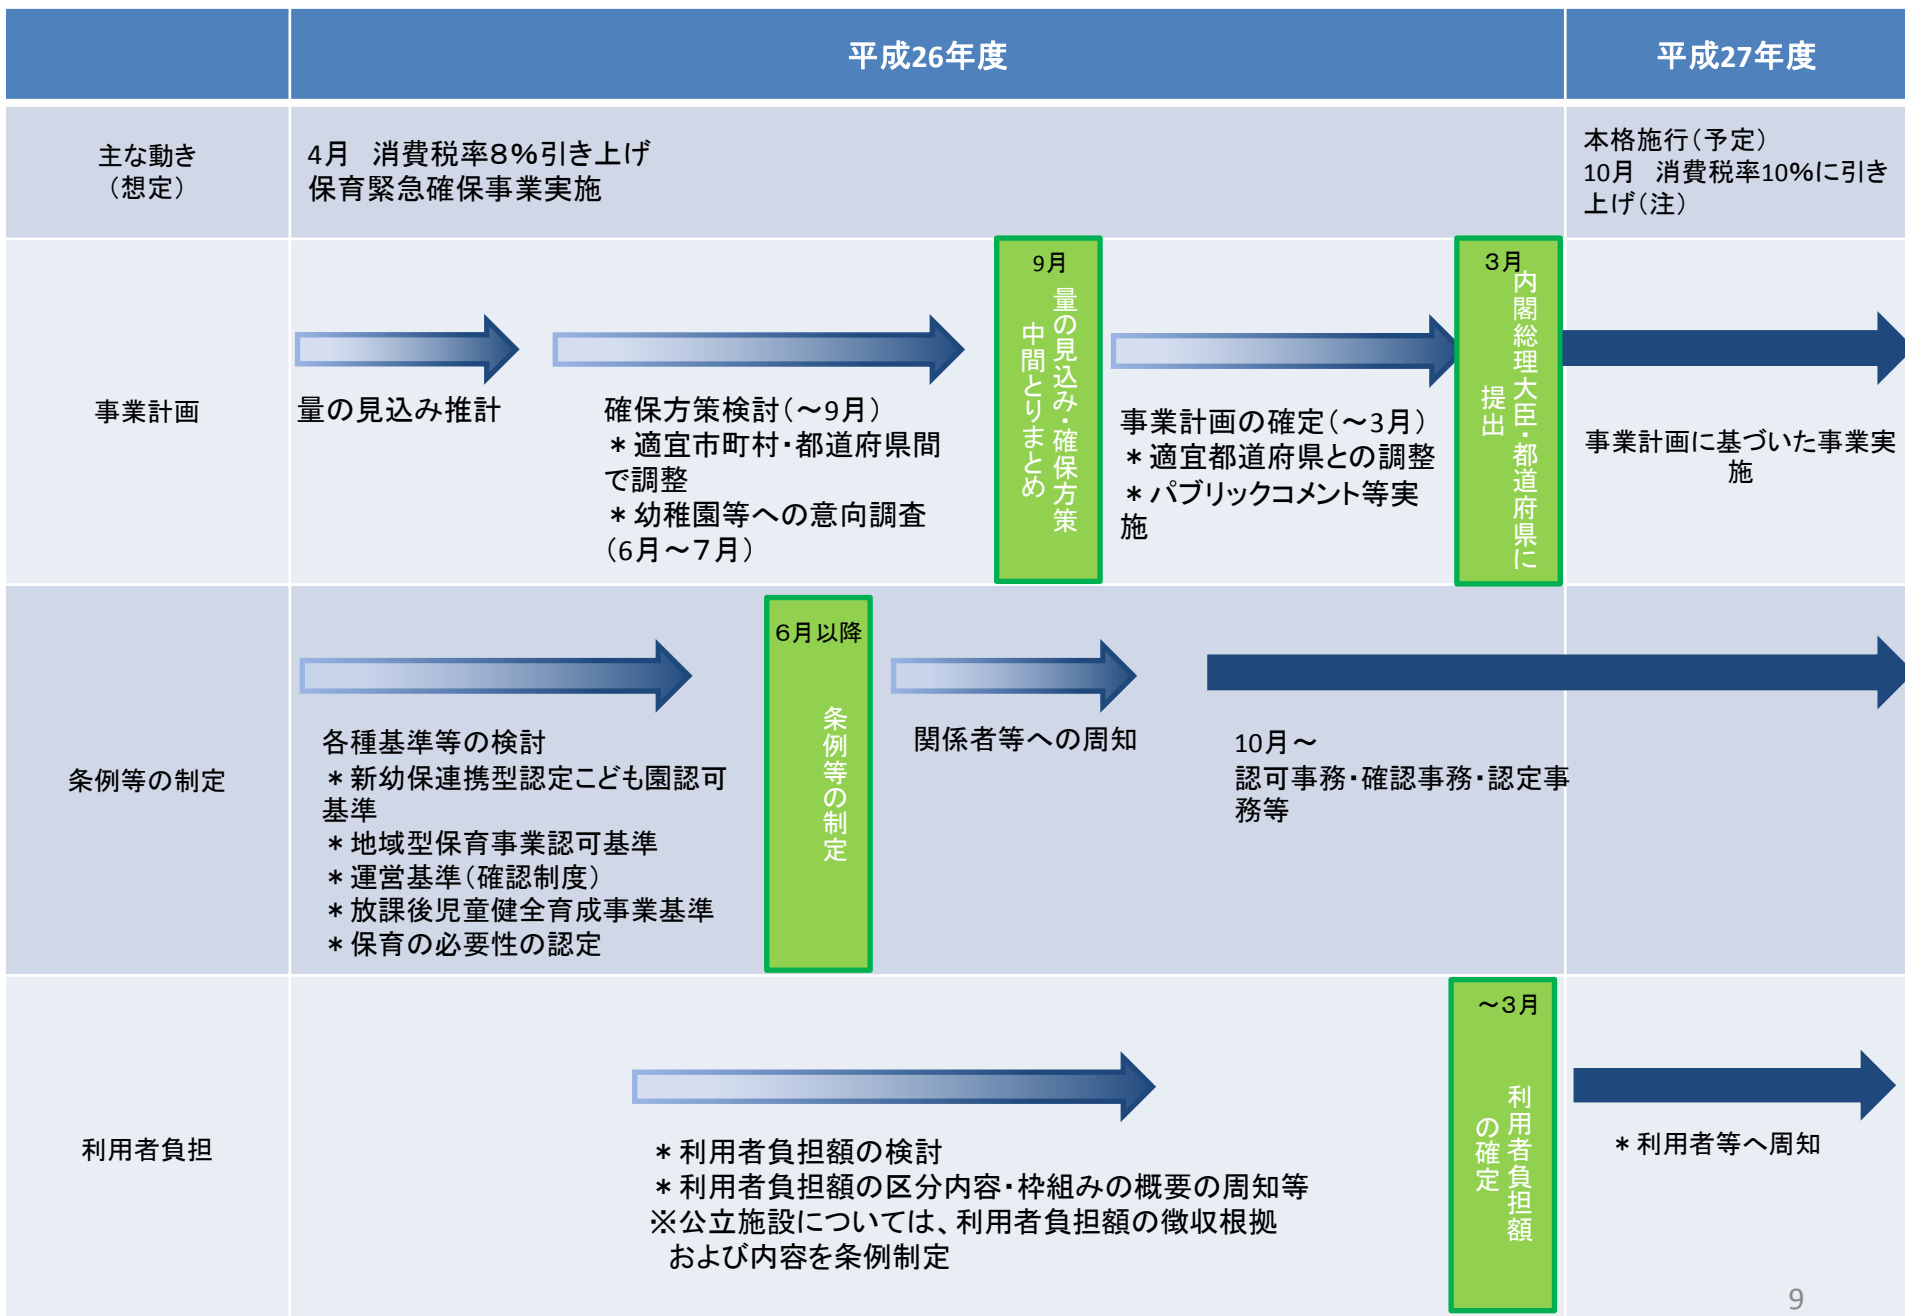 平成26年度
平成27年度
主な動き
（想定）
4月　消費税率８％引き上げ
保育緊急確保事業実施
本格施行（予定）
10月　消費税率10％に引き
上げ（注）
事業計画
量の見込み推計
確保方策検討（～9月）
＊適宜市町村・都道府県間
で調整
＊幼稚園等への意向調査
（6月～７月）
9月
量の見込み・確保方策
中間とりまとめ
事業計画の確定（～3月）
＊適宜都道府県との調整
＊パブリックコメント等実
施
３月
内閣総理大臣・都道府県に
提出
事業計画に基づいた事業実
施
条例等の制定
各種基準等の検討
＊新幼保連携型認定こども園認可
基準
＊地域型保育事業認可基準
＊運営基準（確認制度）
＊放課後児童健全育成事業基準
＊保育の必要性の認定
６月以降
条例等の制定
関係者等への周知
10月～
認可事務・確認事務・認定事
務等
利用者負担
＊利用者負担額の検討
＊利用者負担額の区分内容・枠組みの概要の周知等
※公立施設については、利用者負担額の徴収根拠
および内容を条例制定
～３月
利用者負担額
の確定
＊利用者等へ周知
9